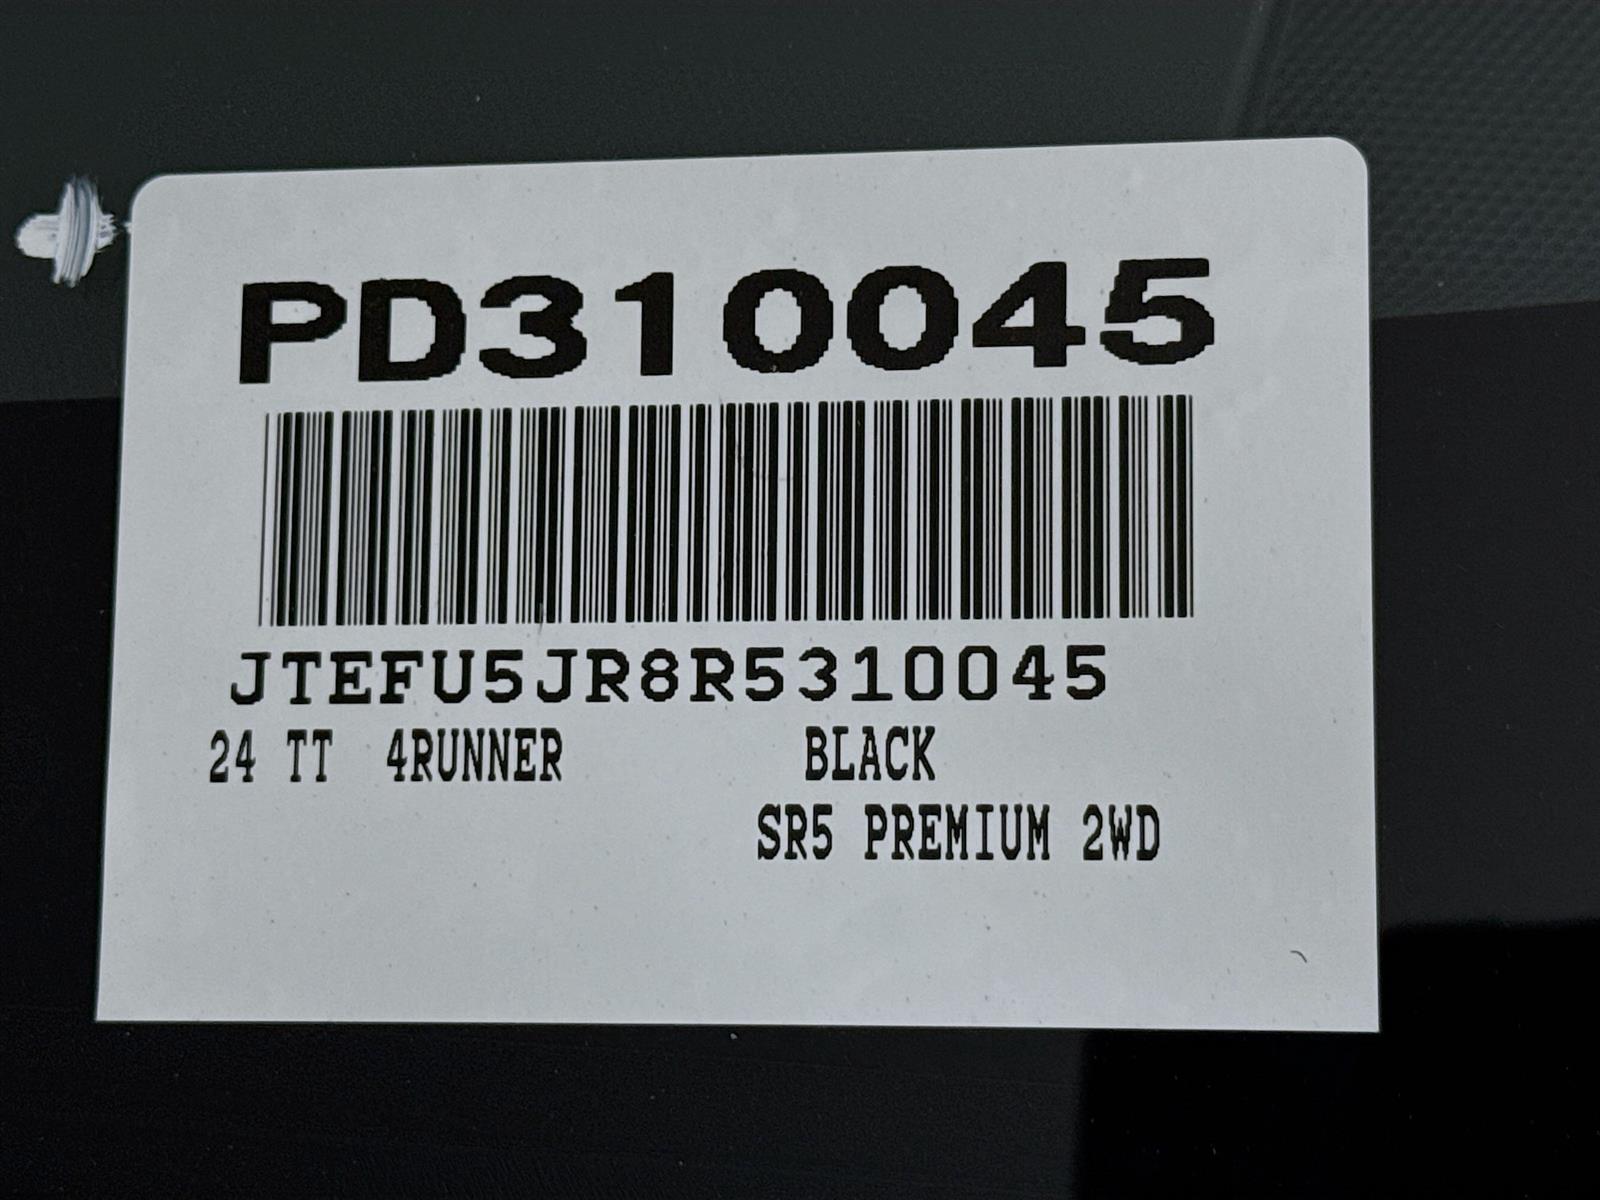 PD310045
JTEFU5JR8R5310045
24 TT 4RUNNER BLACK
SR5 PREMIUM 2WD